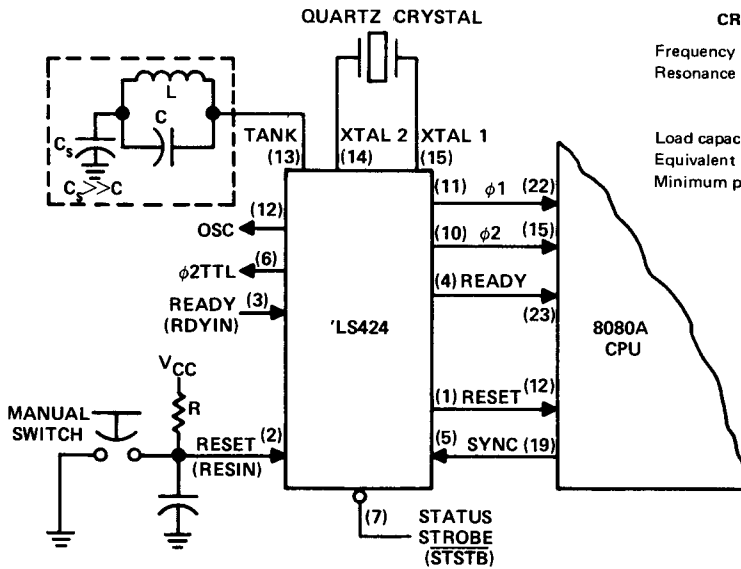 QUARTZ CRYSTAL
CR
Frequency
Resonance
Load capac
Equivalent
Minimum p
L
C
Cs
Cs>>C
TANK
(13)
XTAL 2
(14)
XTAL 1
(15)
(12)
OSC
(6)
ϕ2TTL
READY (3)
(RDYIN)
'LS424
(11) ϕ1 (22)
(10) ϕ2 (15)
(4) READY
(23)
(1) RESET (12)
(5) SYNC (19)
8080A
CPU
VCC
R
MANUAL
SWITCH
RESET (2)
(RESIN)
(7)
STATUS
STROBE
(S̅T̅S̅T̅B̅)